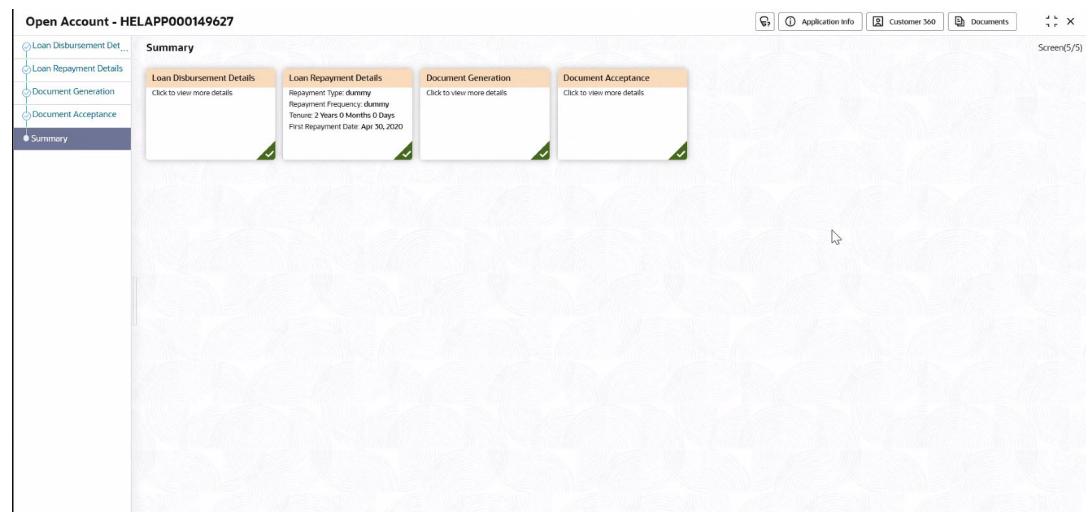 Open Account - HELAPP000149627
Application Info
Customer 360
Documents
Loan Disbursement Det...
Loan Repayment Details
Document Generation
Document Acceptance
Summary
Summary
Screen(5/5)
Loan Disbursement Details
Click to view more details
Loan Repayment Details
Repayment Type: dummy
Repayment Frequency: dummy
Tenure: 2 Years 0 Months 0 Days
First Repayment Date: Apr 30, 2020
Document Generation
Click to view more details
Document Acceptance
Click to view more details